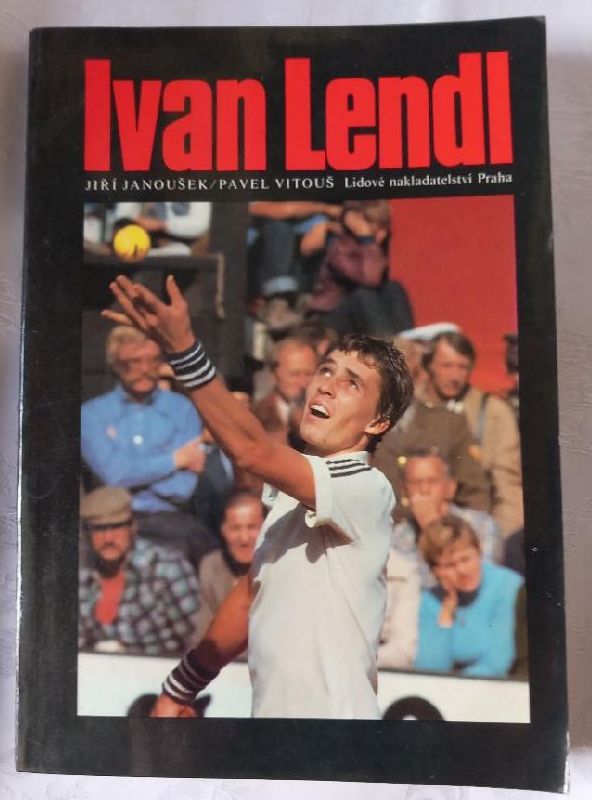 Ivan Lendl
JIŘÍ JANOUŠEK/PAVEL VITOUŠ Lidové nakladatelství Praha